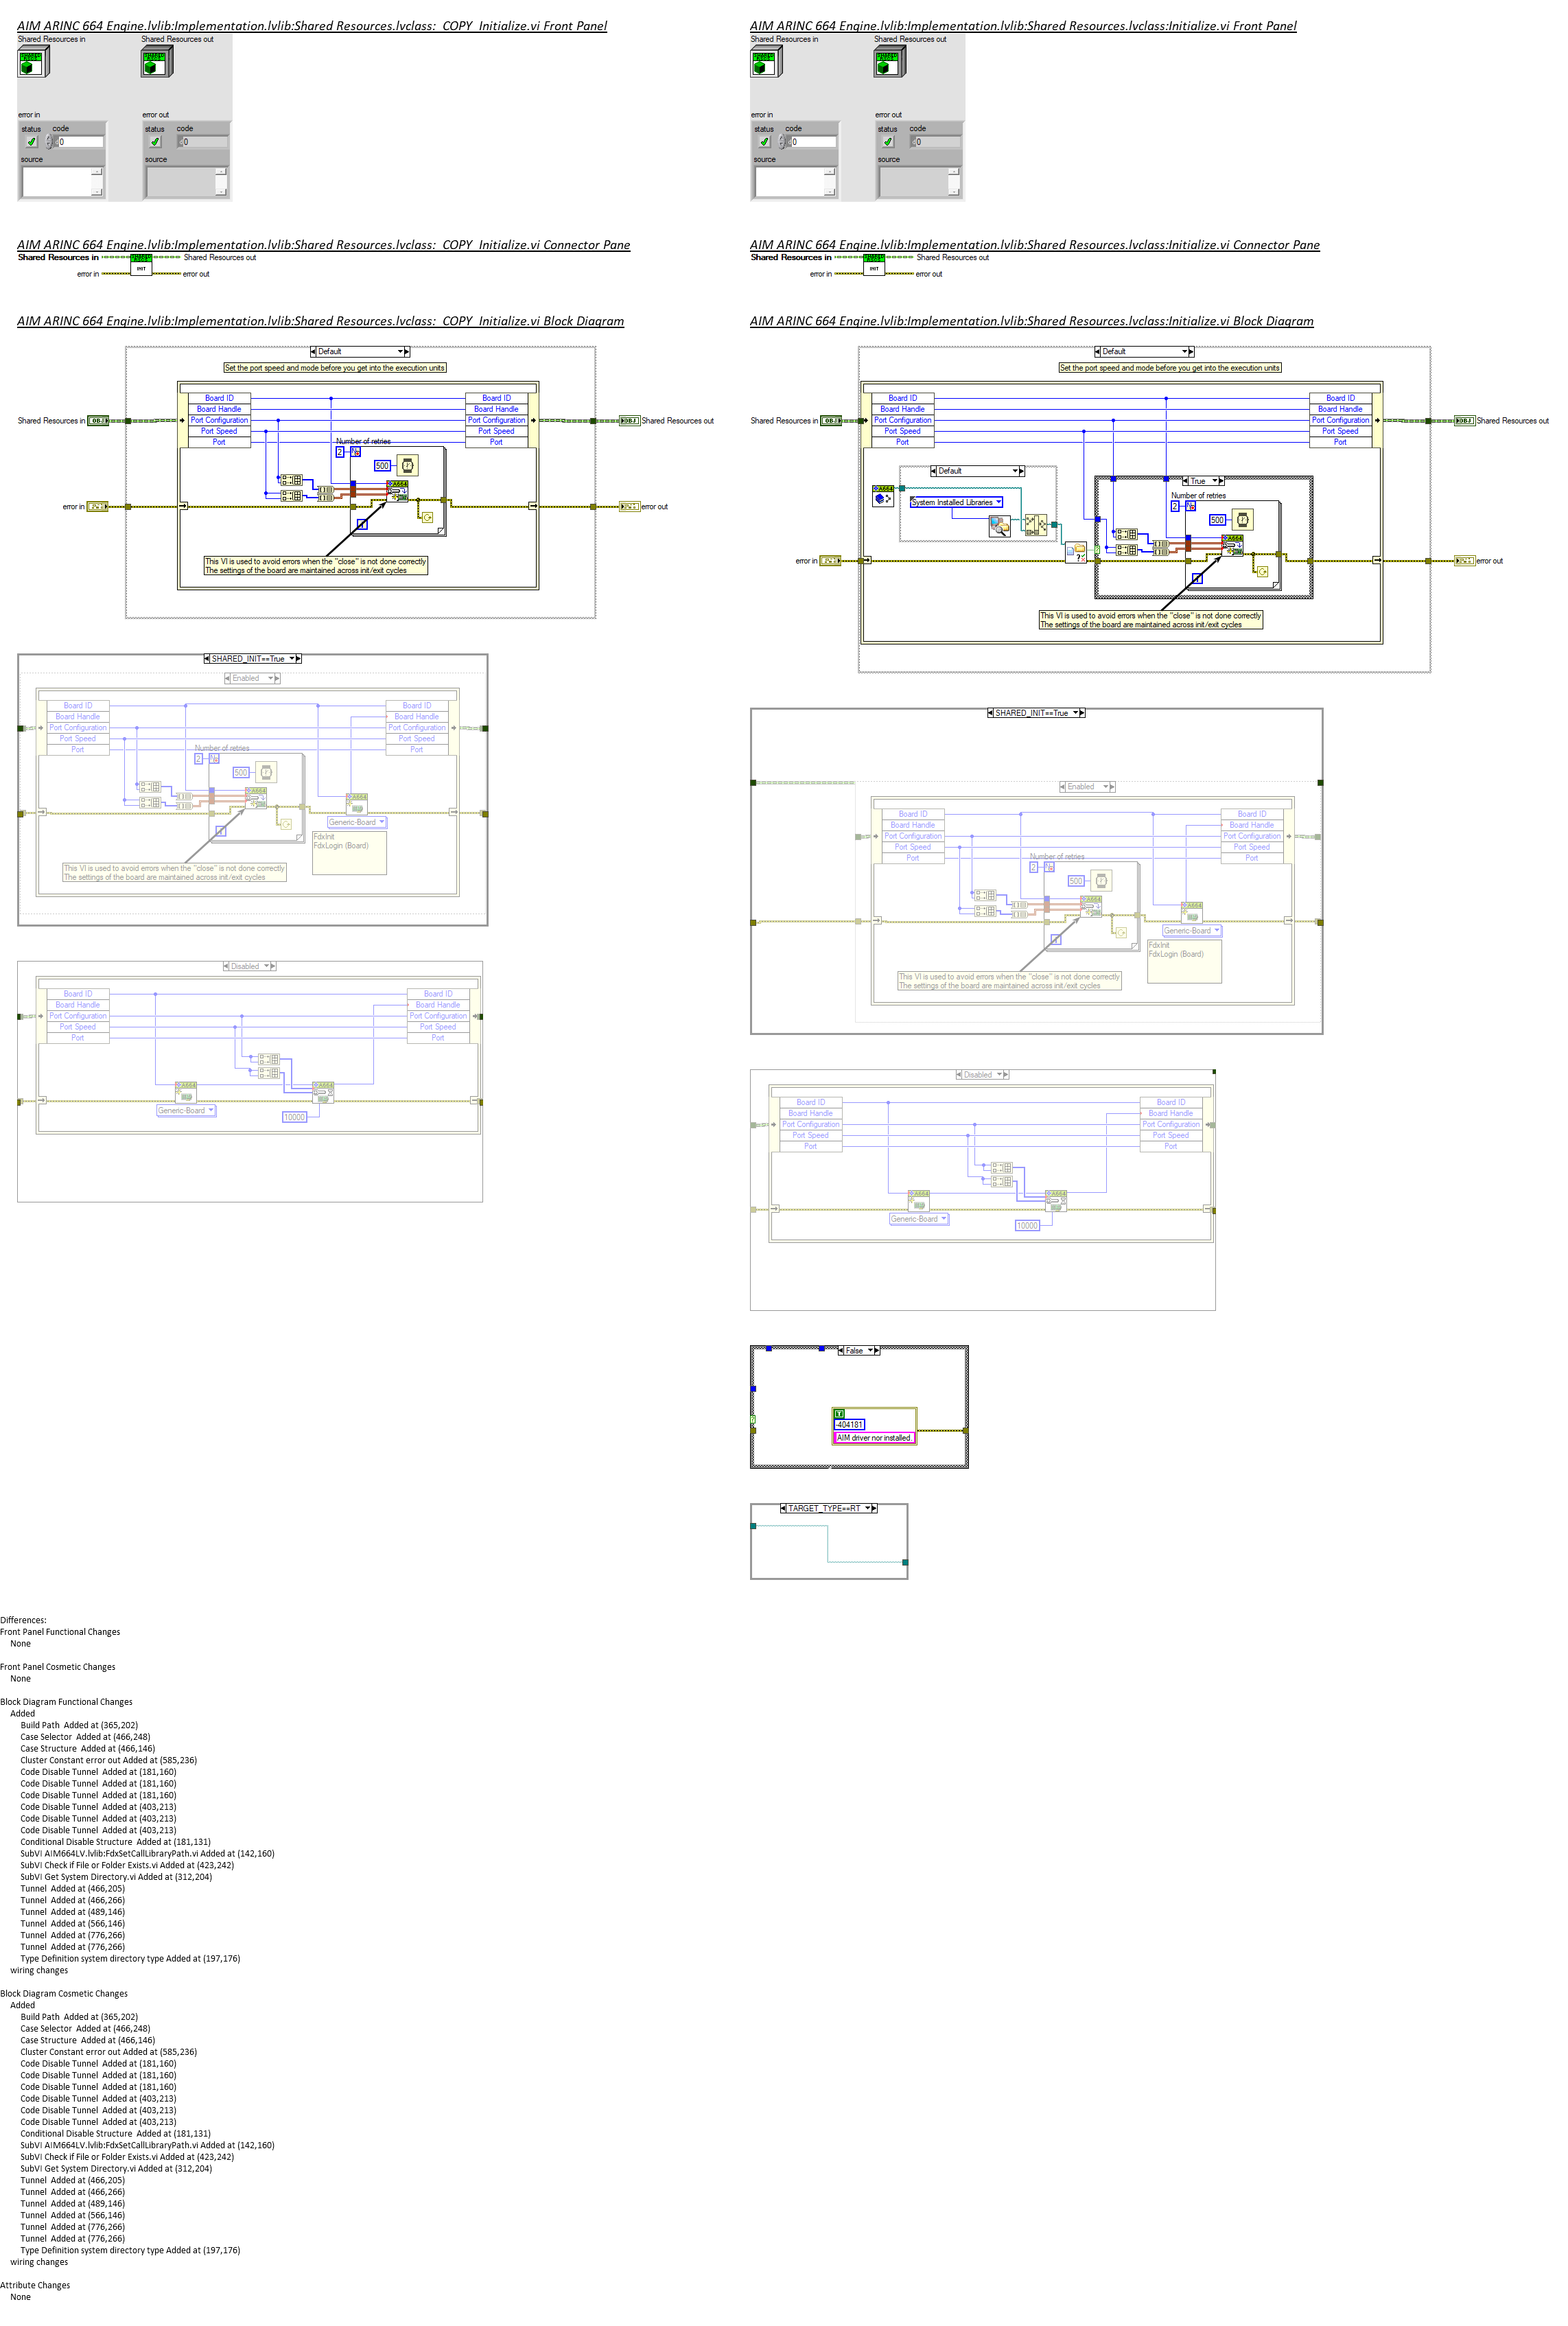 AIM ARINC 664 Engine.lvlib:Implementation.lvlib:Shared Resources.lvclass:_COPY_Initialize.vi Front Panel
Shared Resources in
Shared Resources out
error in
error out
status code
0
source
status code
0
source
AIM ARINC 664 Engine.lvlib:Implementation.lvlib:Shared Resources.lvclass:_COPY_Initialize.vi Connector Pane
Shared Resources in
Shared Resources out
INIT
error in
error out
AIM ARINC 664 Engine.lvlib:Implementation.lvlib:Shared Resources.lvclass:_COPY_Initialize.vi Block Diagram
Default
Set the port speed and mode before you get into the execution units
Board ID
Board Handle
Port Configuration
Port Speed
Port
Board ID
Board Handle
Port Configuration
Port Speed
Port
Shared Resources in
OBJ
OBJ
Shared Resources out
Number of retries
2
N
500
A664
i
error in
error out
This VI is used to avoid errors when the "close" is not done correctly
The settings of the board are maintained across init/exit cycles
SHARED_INIT==True
Enabled
Board ID
Board Handle
Port Configuration
Port Speed
Port
Board ID
Board Handle
Port Configuration
Port Speed
Port
Number of retries
2
N
500
A664
A664
i
Generic-Board
FdxInit
FdxLogin (Board)
This VI is used to avoid errors when the "close" is not done correctly
The settings of the board are maintained across init/exit cycles
Disabled
Board ID
Board Handle
Port Configuration
Port Speed
Port
Board ID
Board Handle
Port Configuration
Port Speed
Port
A664
A664
Generic-Board
10000
AIM ARINC 664 Engine.lvlib:Implementation.lvlib:Shared Resources.lvclass:Initialize.vi Front Panel
Shared Resources in
Shared Resources out
error in
error out
status code
0
source
status code
0
source
AIM ARINC 664 Engine.lvlib:Implementation.lvlib:Shared Resources.lvclass:Initialize.vi Connector Pane
Shared Resources in
Shared Resources out
INIT
error in
error out
AIM ARINC 664 Engine.lvlib:Implementation.lvlib:Shared Resources.lvclass:Initialize.vi Block Diagram
Default
Set the port speed and mode before you get into the execution units
Board ID
Board Handle
Port Configuration
Port Speed
Port
Board ID
Board Handle
Port Configuration
Port Speed
Port
Shared Resources in
OBJ
OBJ
Shared Resources out
Default
A664
System Installed Libraries
True
Number of retries
2
N
500
A664
i
error in
error out
This VI is used to avoid errors when the "close" is not done correctly
The settings of the board are maintained across init/exit cycles
SHARED_INIT==True
Enabled
Board ID
Board Handle
Port Configuration
Port Speed
Port
Board ID
Board Handle
Port Configuration
Port Speed
Port
Number of retries
2
N
500
A664
A664
i
Generic-Board
FdxInit
FdxLogin (Board)
This VI is used to avoid errors when the "close" is not done correctly
The settings of the board are maintained across init/exit cycles
Disabled
Board ID
Board Handle
Port Configuration
Port Speed
Port
Board ID
Board Handle
Port Configuration
Port Speed
Port
A664
A664
Generic-Board
10000
False
T
-404181
AIM driver nor installed.
TARGET_TYPE==RT
Differences:
Front Panel Functional Changes
None
Front Panel Cosmetic Changes
None
Block Diagram Functional Changes
Added
Build Path Added at (365,202)
Case Selector Added at (466,248)
Case Structure Added at (466,146)
Cluster Constant error out Added at (585,236)
Code Disable Tunnel Added at (181,160)
Code Disable Tunnel Added at (181,160)
Code Disable Tunnel Added at (181,160)
Code Disable Tunnel Added at (403,213)
Code Disable Tunnel Added at (403,213)
Code Disable Tunnel Added at (403,213)
Conditional Disable Structure Added at (181,131)
SubVI AIM664LV.lvlib:FdxSetCallLibraryPath.vi Added at (142,160)
SubVI Check if File or Folder Exists.vi Added at (423,242)
SubVI Get System Directory.vi Added at (312,204)
Tunnel Added at (466,205)
Tunnel Added at (466,266)
Tunnel Added at (489,146)
Tunnel Added at (566,146)
Tunnel Added at (776,266)
Tunnel Added at (776,266)
Type Definition system directory type Added at (197,176)
wiring changes
Block Diagram Cosmetic Changes
Added
Build Path Added at (365,202)
Case Selector Added at (466,248)
Case Structure Added at (466,146)
Cluster Constant error out Added at (585,236)
Code Disable Tunnel Added at (181,160)
Code Disable Tunnel Added at (181,160)
Code Disable Tunnel Added at (181,160)
Code Disable Tunnel Added at (403,213)
Code Disable Tunnel Added at (403,213)
Code Disable Tunnel Added at (403,213)
Conditional Disable Structure Added at (181,131)
SubVI AIM664LV.lvlib:FdxSetCallLibraryPath.vi Added at (142,160)
SubVI Check if File or Folder Exists.vi Added at (423,242)
SubVI Get System Directory.vi Added at (312,204)
Tunnel Added at (466,205)
Tunnel Added at (466,266)
Tunnel Added at (489,146)
Tunnel Added at (566,146)
Tunnel Added at (776,266)
Tunnel Added at (776,266)
Type Definition system directory type Added at (197,176)
wiring changes
Attribute Changes
None